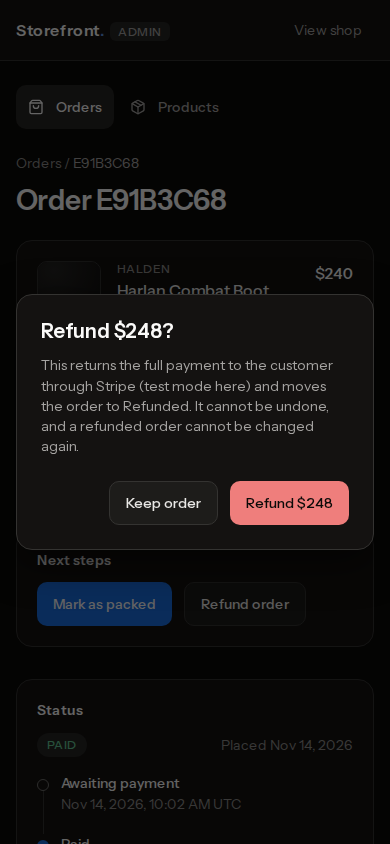 Storefront. ADMIN View shop
Orders Products
Orders / E91B3C68
Order E91B3C68
HALDEN $240
Harlan Combat Boot
Refund $248?
This returns the full payment to the customer
through Stripe (test mode here) and moves
the order to Refunded. It cannot be undone,
and a refunded order cannot be changed
again.
Keep order Refund $248
Next steps
Mark as packed Refund order
Status
PAID Placed Nov 14, 2026
Awaiting payment
Nov 14, 2026, 10:02 AM UTC
Paid